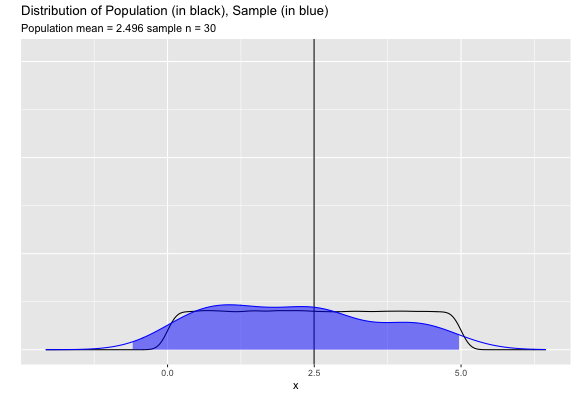 Distribution of Population (in black), Sample (in blue)
Population mean = 2.496 sample n = 30
0.0
2.5
5.0
x